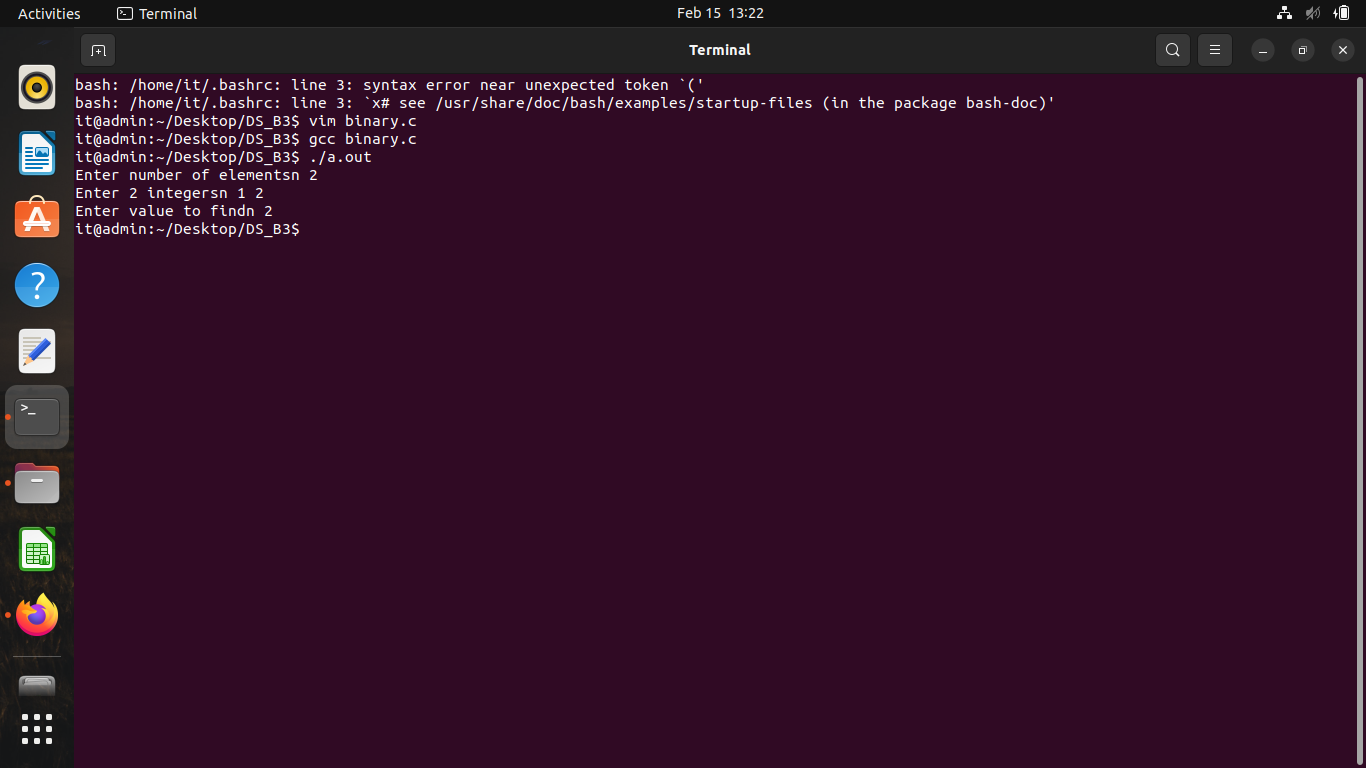 Activities
Terminal
Feb 15 13:22
Terminal
bash: /home/it/.bashrc: line 3: syntax error near unexpected token `('
bash: /home/it/.bashrc: line 3: `x# see /usr/share/doc/bash/examples/startup-files (in the package bash-doc)'
it@admin:~/Desktop/DS_B3$ vim binary.c
it@admin:~/Desktop/DS_B3$ gcc binary.c
it@admin:~/Desktop/DS_B3$ ./a.out
Enter number of elementsn 2
Enter 2 integersn 1 2
Enter value to findn 2
it@admin:~/Desktop/DS_B3$